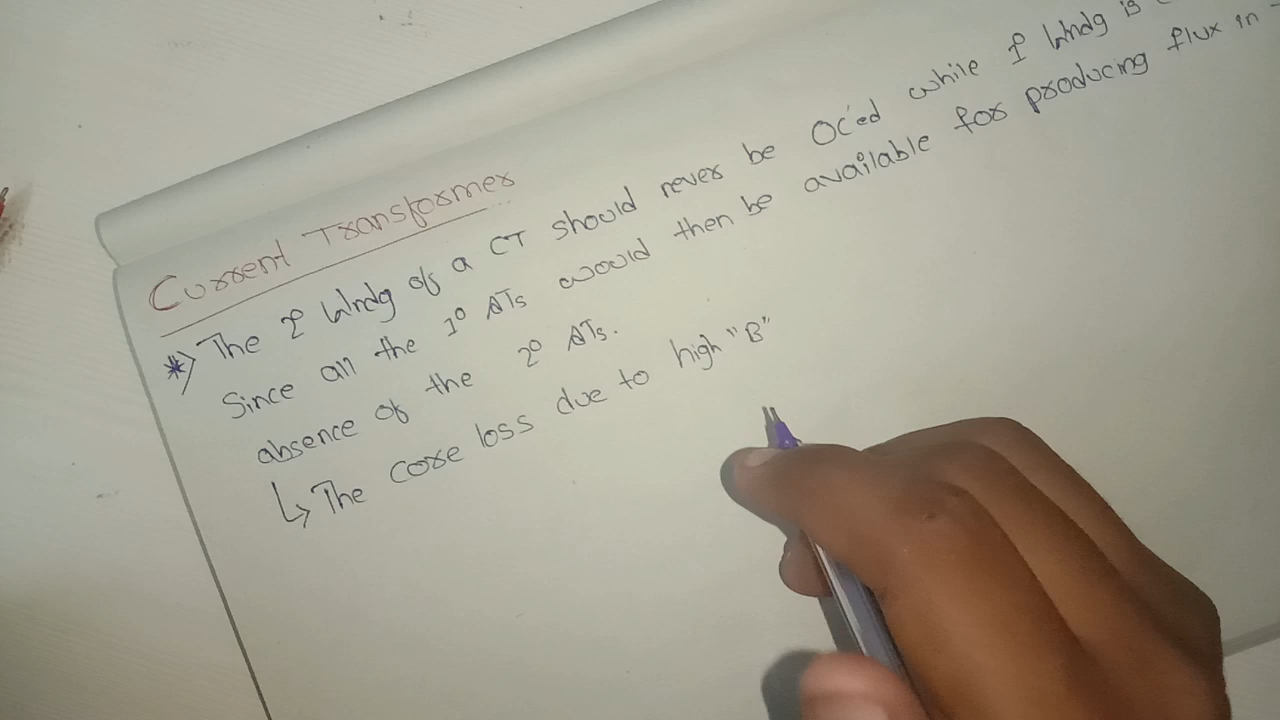 Current Transformer
*) The 2° Wndg of a CT should never be OC'ed while 1° Wndg is
Since all the 1° ATs would then be available for producing flux in
absence of the 2° ATs.
↳ The core loss due to high "B"